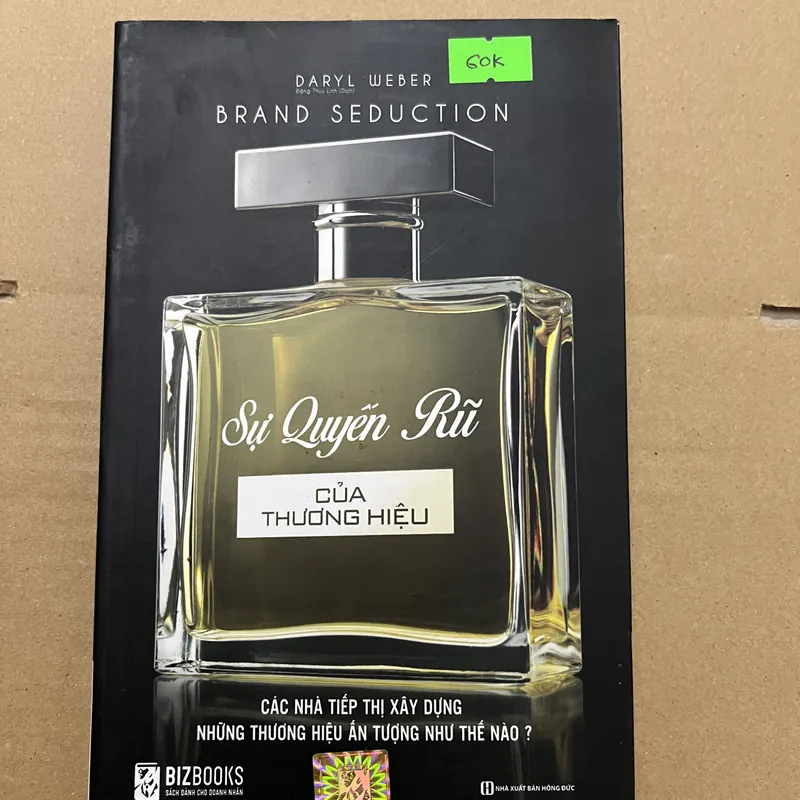 60K
DARYL WEBER
Đặng Thùy Linh (Dịch)
BRAND SEDUCTION
Sự Quyến Rũ
CỦA
THƯƠNG HIỆU
CÁC NHÀ TIẾP THỊ XÂY DỰNG
NHỮNG THƯƠNG HIỆU ẤN TƯỢNG NHƯ THẾ NÀO ?
BIZBOOKS
SÁCH DÀNH CHO DOANH NHÂN
NHÀ XUẤT BẢN HỒNG ĐỨC